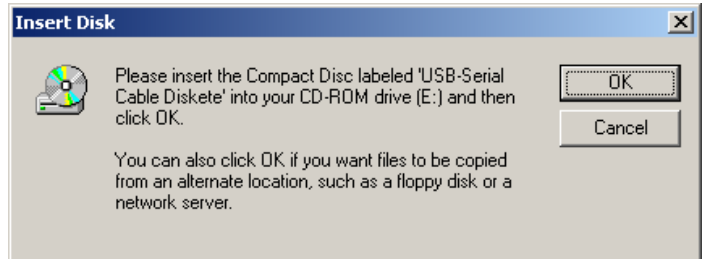 Insert Disk
Please insert the Compact Disc labeled 'USB-Serial
Cable Diskete' into your CD-ROM drive (E:) and then
click OK.
You can also click OK if you want files to be copied
from an alternate location, such as a floppy disk or a
network server.
OK
Cancel